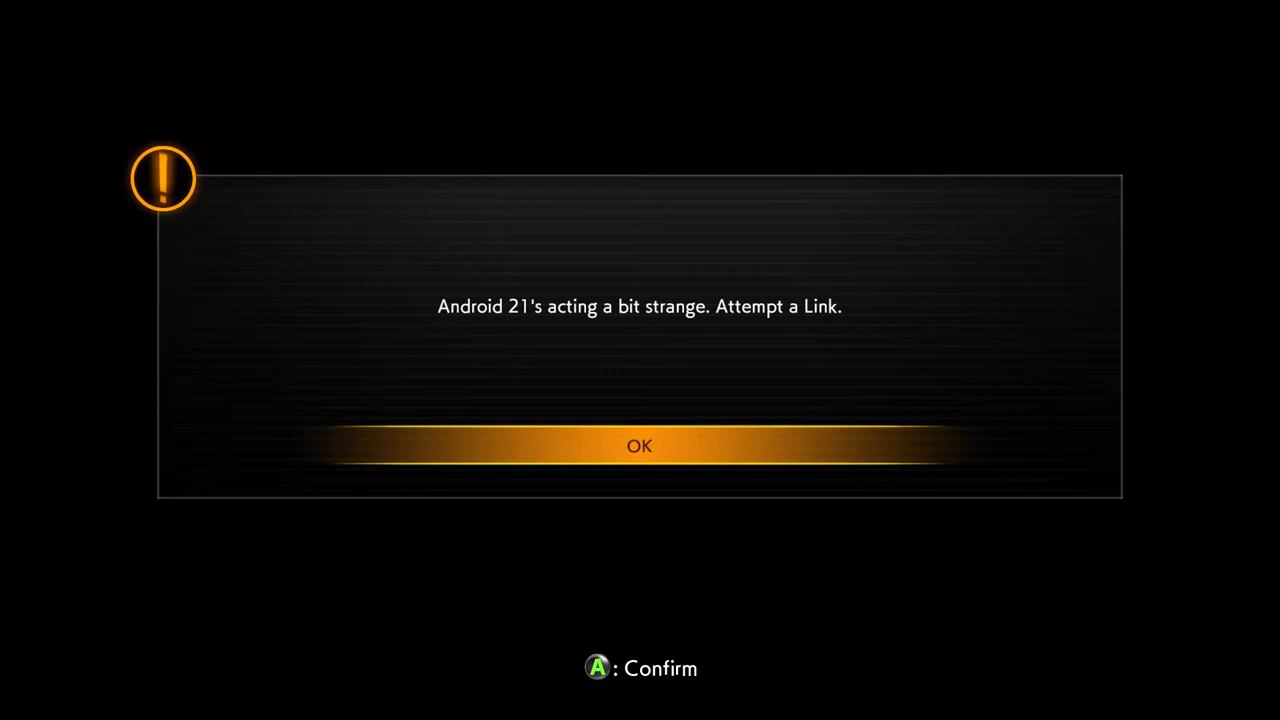 Android 21's acting a bit strange. Attempt a Link.
OK
A: Confirm